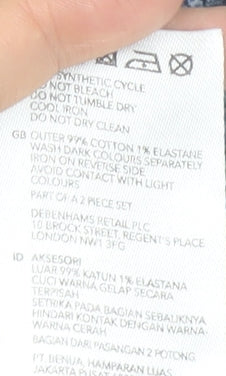 SYNTHETIC CYCLE
DO NOT BLEACH
DO NOT TUMBLE DRY
COOL IRON
DO NOT DRY CLEAN
GB OUTER 99% COTTON 1% ELASTANE
WASH DARK COLOURS SEPARATELY
IRON ON REVERSE SIDE
AVOID CONTACT WITH LIGHT
COLOURS
PART OF A 2 PIECE SET
DEBENHAMS RETAIL PLC
10 BROCK STREET, REGENT'S PLACE
LONDON NW1 3FG
ID AKSESORI
LUAR 99% KATUN 1% ELASTANA
CUCI WARNA GELAP SECARA
TERPISAH
SETRIKA PADA BAGIAN SEBALIKNYA
HINDARI KONTAK DENGAN WARNA-
WARNA CERAH
BAGIAN DARI PASANGAN 2 POTONG
PT. BENUA HAMPARAN LUAS
JAKARTA PUSAT